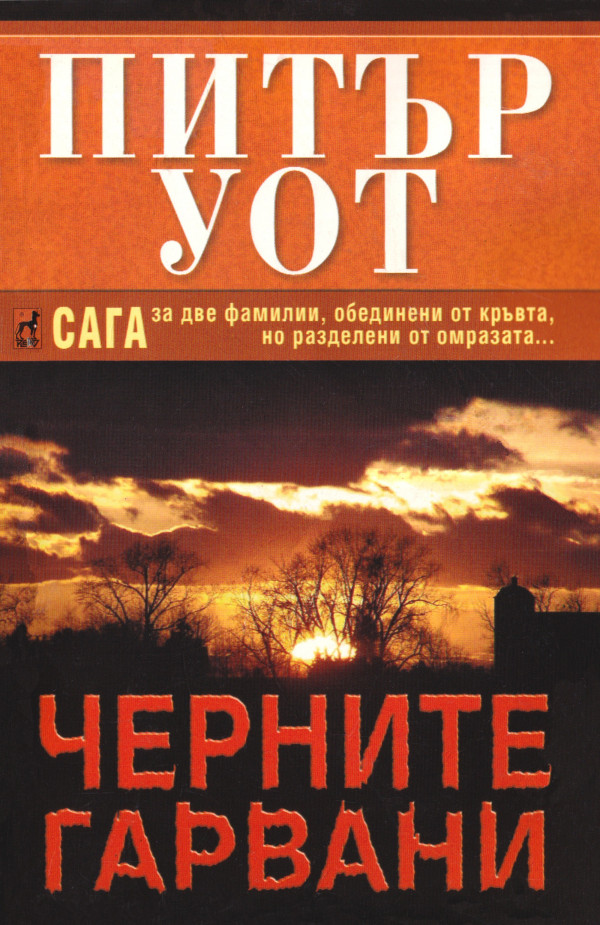 ПИТЪР
УОТ
САГА за две фамилии, обединени от кръвта,
но разделени от омразата...
ЧЕРНИТЕ
ГАРВАНИ